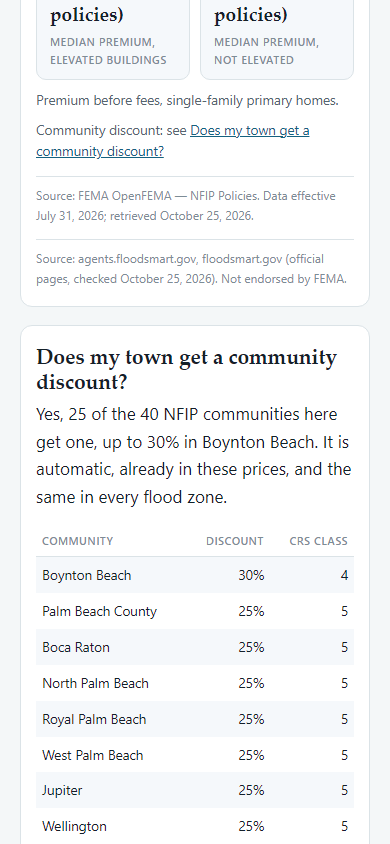 policies)
MEDIAN PREMIUM,
ELEVATED BUILDINGS
policies)
MEDIAN PREMIUM,
NOT ELEVATED
Premium before fees, single-family primary homes.
Community discount: see Does my town get a
community discount?
Source: FEMA OpenFEMA — NFIP Policies. Data effective
July 31, 2026; retrieved October 25, 2026.
Source: agents.floodsmart.gov, floodsmart.gov (official
pages, checked October 25, 2026). Not endorsed by FEMA.
Does my town get a community
discount?
Yes, 25 of the 40 NFIP communities here
get one, up to 30% in Boynton Beach. It is
automatic, already in these prices, and the
same in every flood zone.
COMMUNITY DISCOUNT CRS CLASS
Boynton Beach 30% 4
Palm Beach County 25% 5
Boca Raton 25% 5
North Palm Beach 25% 5
Royal Palm Beach 25% 5
West Palm Beach 25% 5
Jupiter 25% 5
Wellington 25% 5